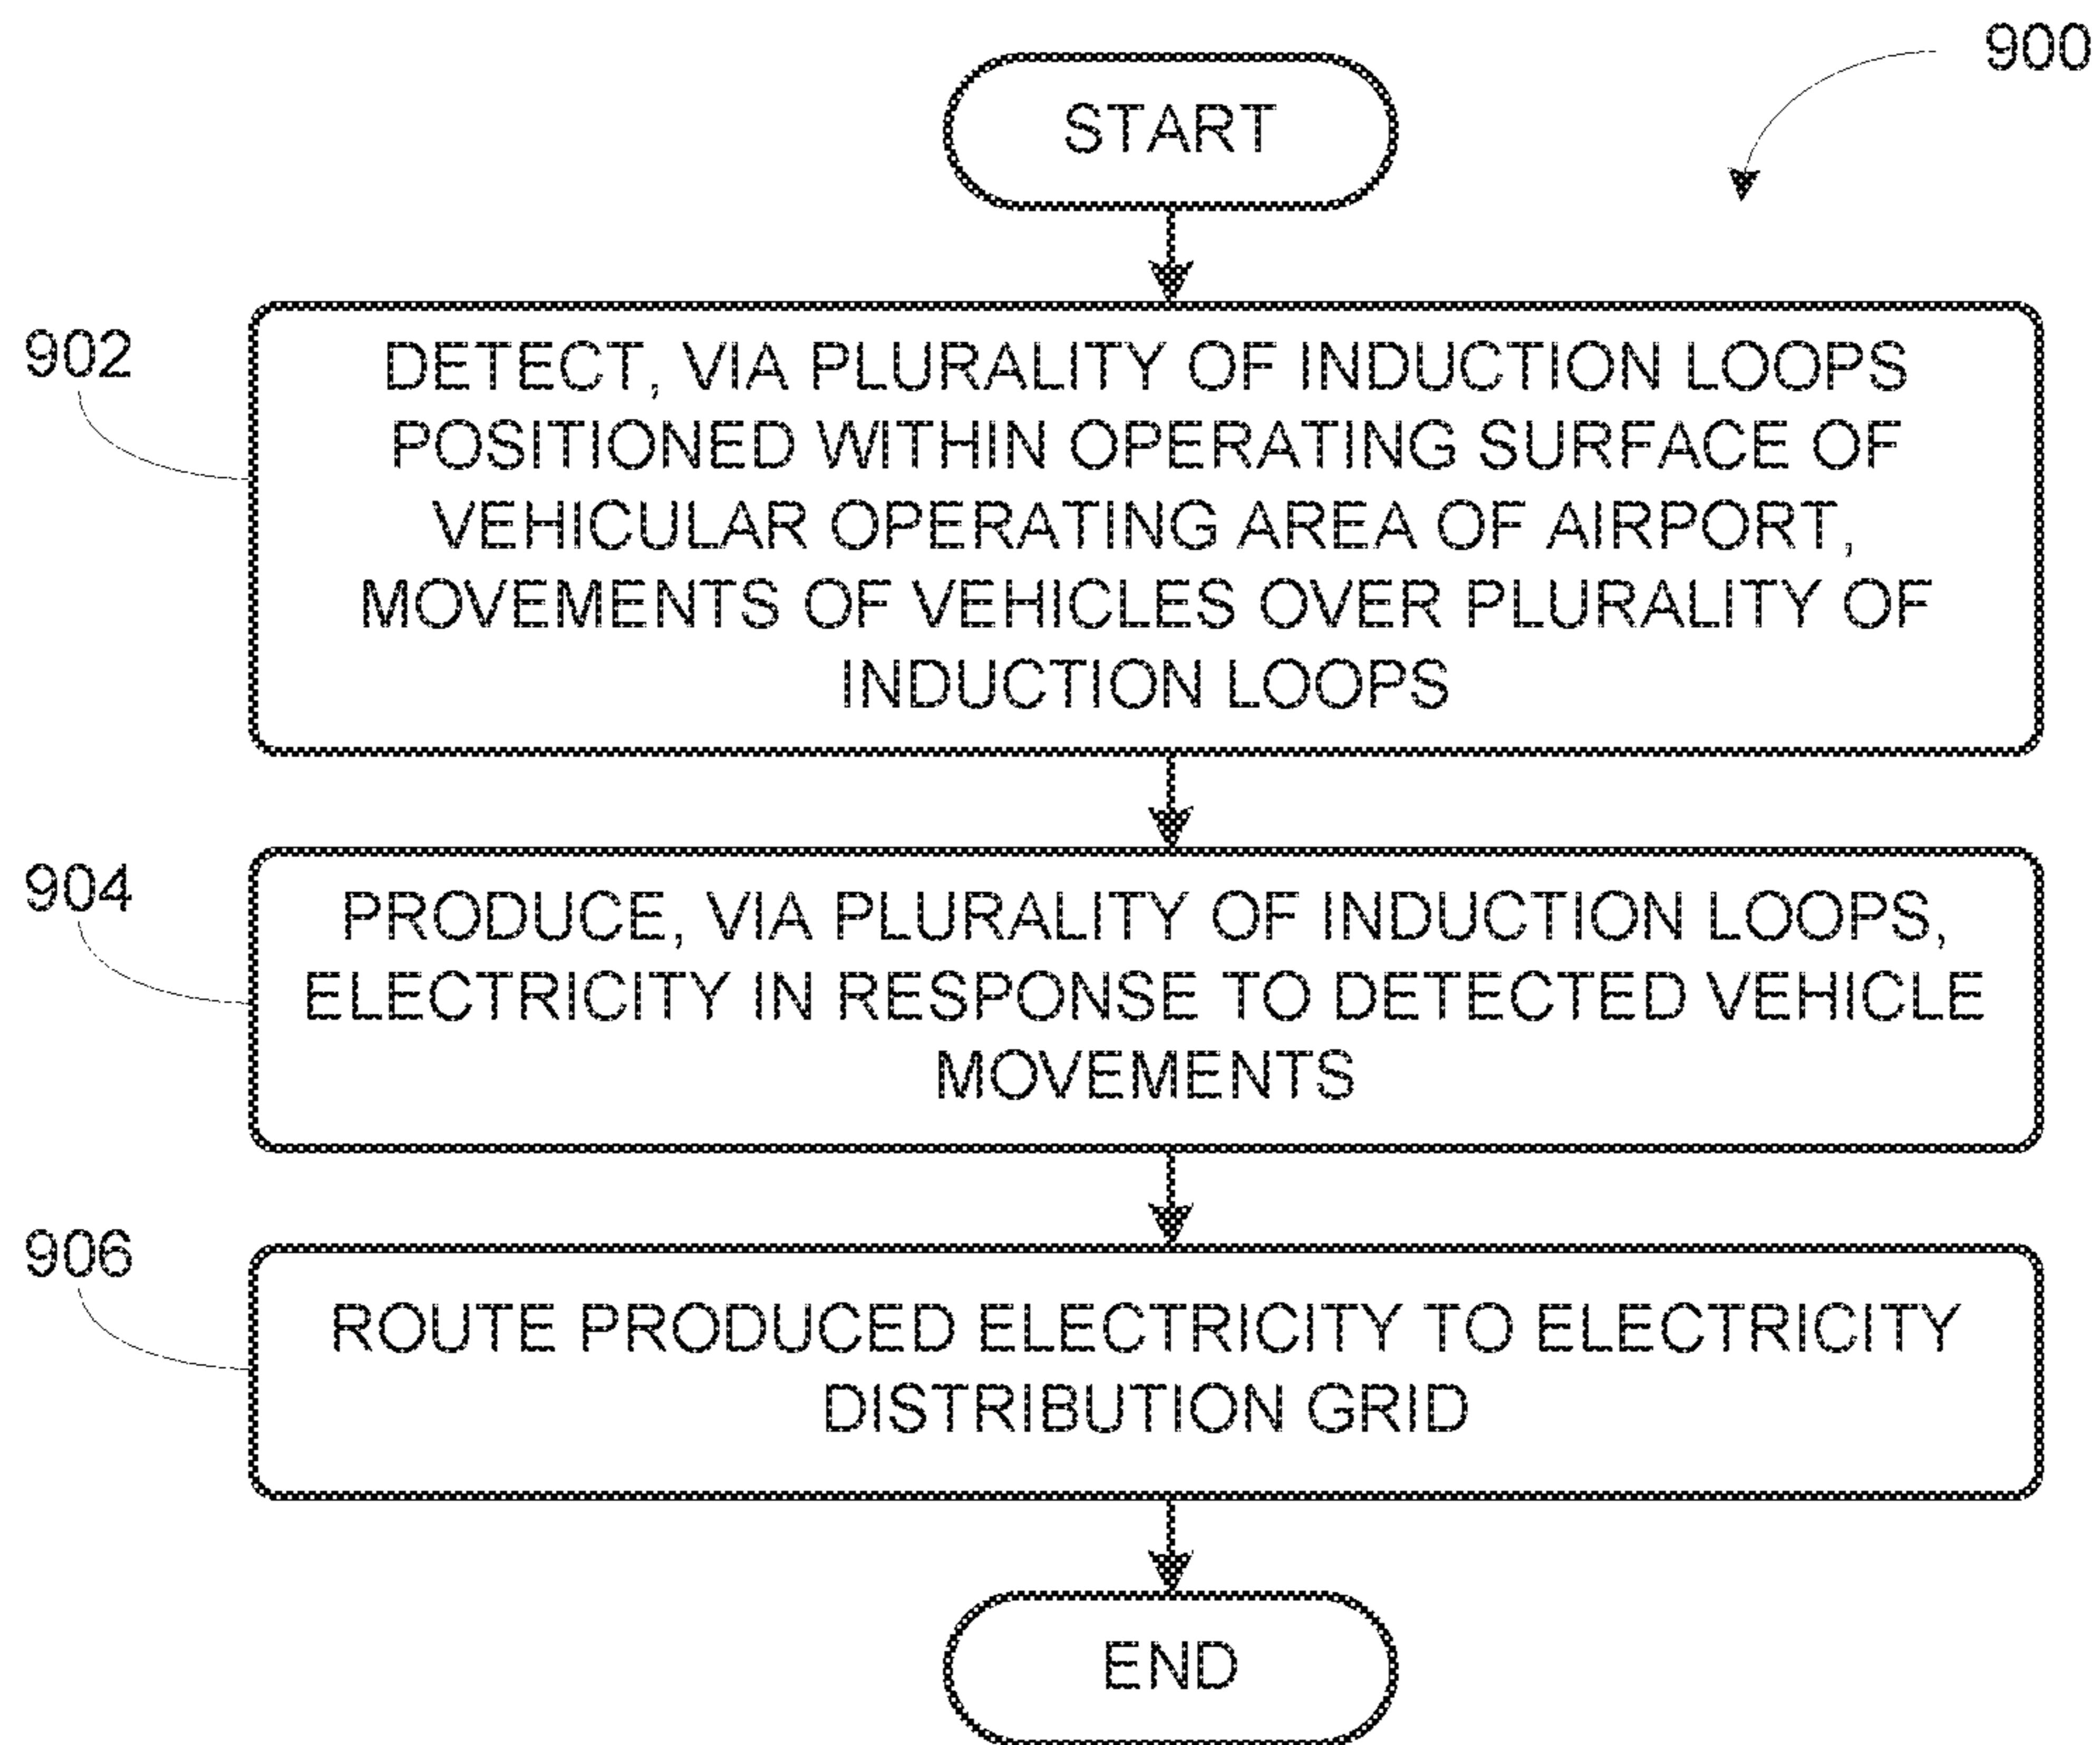 900
START
902
DETECT, VIA PLURALITY OF INDUCTION LOOPS
POSITIONED WITHIN OPERATING SURFACE OF
VEHICULAR OPERATING AREA OF AIRPORT,
MOVEMENTS OF VEHICLES OVER PLURALITY OF
INDUCTION LOOPS
904
PRODUCE, VIA PLURALITY OF INDUCTION LOOPS,
ELECTRICITY IN RESPONSE TO DETECTED VEHICLE
MOVEMENTS
906
ROUTE PRODUCED ELECTRICITY TO ELECTRICITY
DISTRIBUTION GRID
END